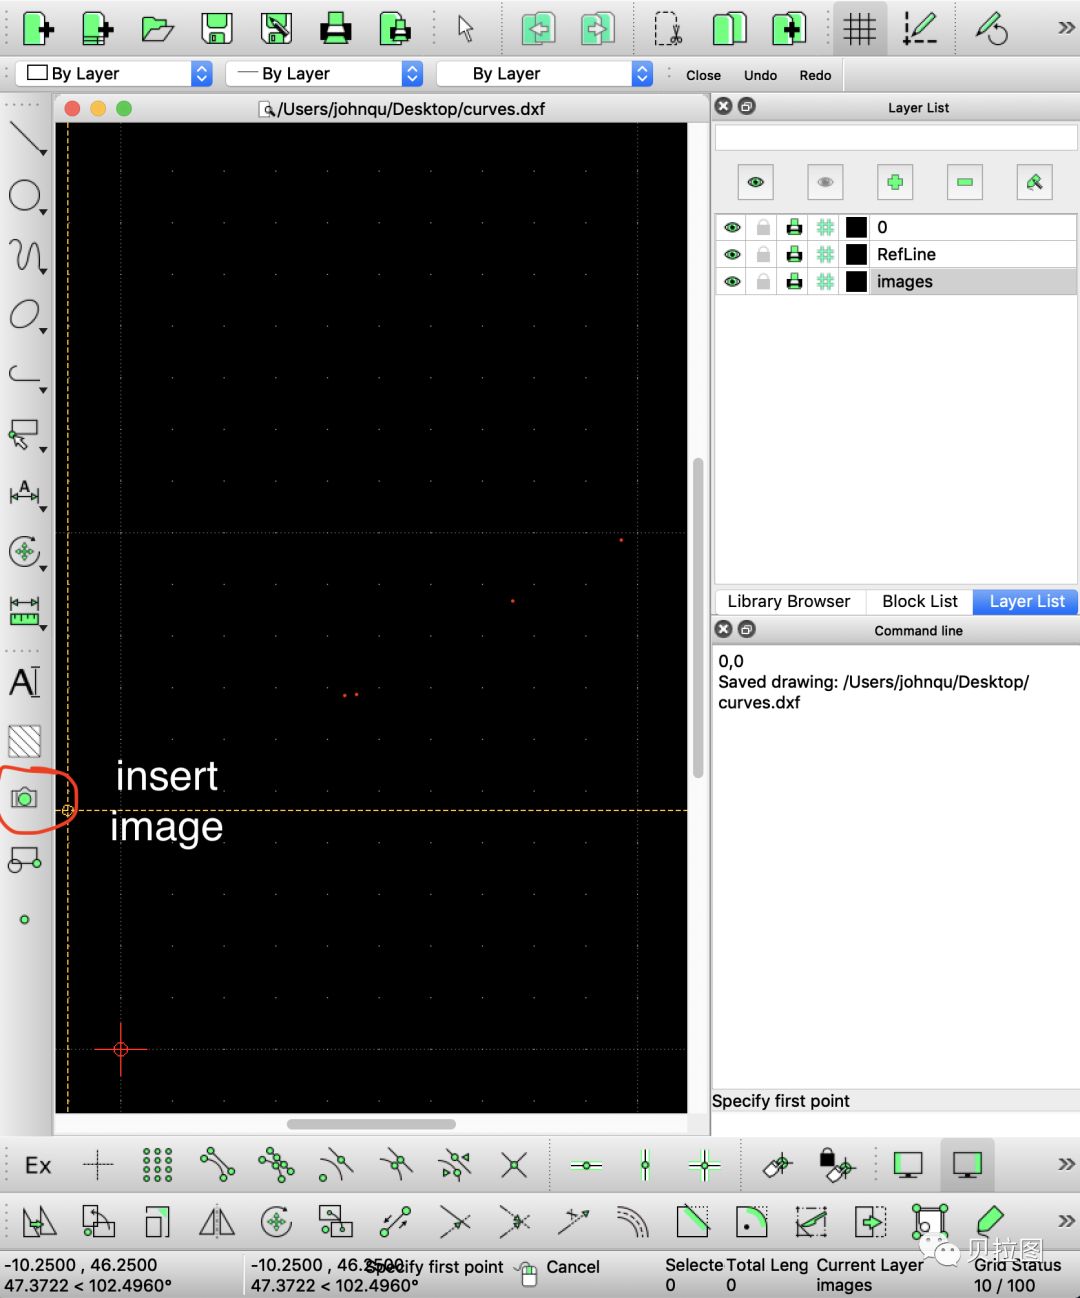 By Layer
By Layer
By Layer
Close
Undo
Redo
/Users/johnqu/Desktop/curves.dxf
Layer List
0
RefLine
images
Library Browser
Block List
Layer List
Command line
0,0
Saved drawing: /Users/johnqu/Desktop/
curves.dxf
A
A
insert
image
Specify first point
Ex
贝拉图
-10.2500 , 46.2500
47.3722 < 102.4960°
-10.2500 , 46.2500
47.3722 < 102.4960°
Specify first point
Cancel
Selecte
0
Total Leng
0
Current Layer
images
Grid Status
10 / 100